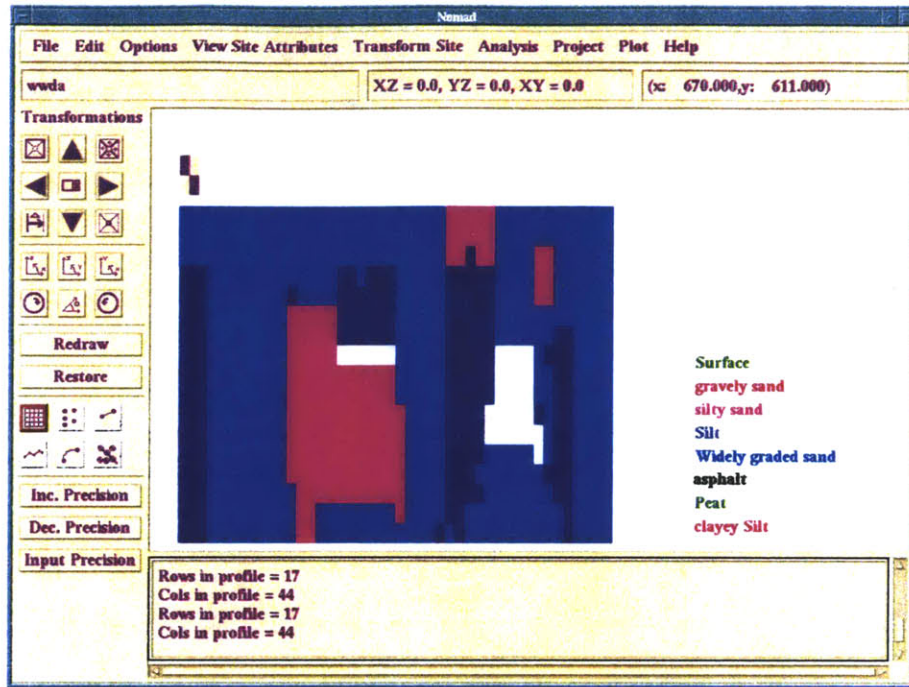 Nomad
File Edit Options View Site Attributes Transform Site Analysis Project Plot Help
wwda XZ = 0.0, YZ = 0.0, XY = 0.0 (x: 670.000,y: 611.000)
Transformations
Redraw
Restore
Inc. Precision
Dec. Precision
Input Precision
Surface
gravely sand
silty sand
Silt
Widely graded sand
asphalt
Peat
clayey Silt
Rows in profile = 17
Cols in profile = 44
Rows in profile = 17
Cols in profile = 44